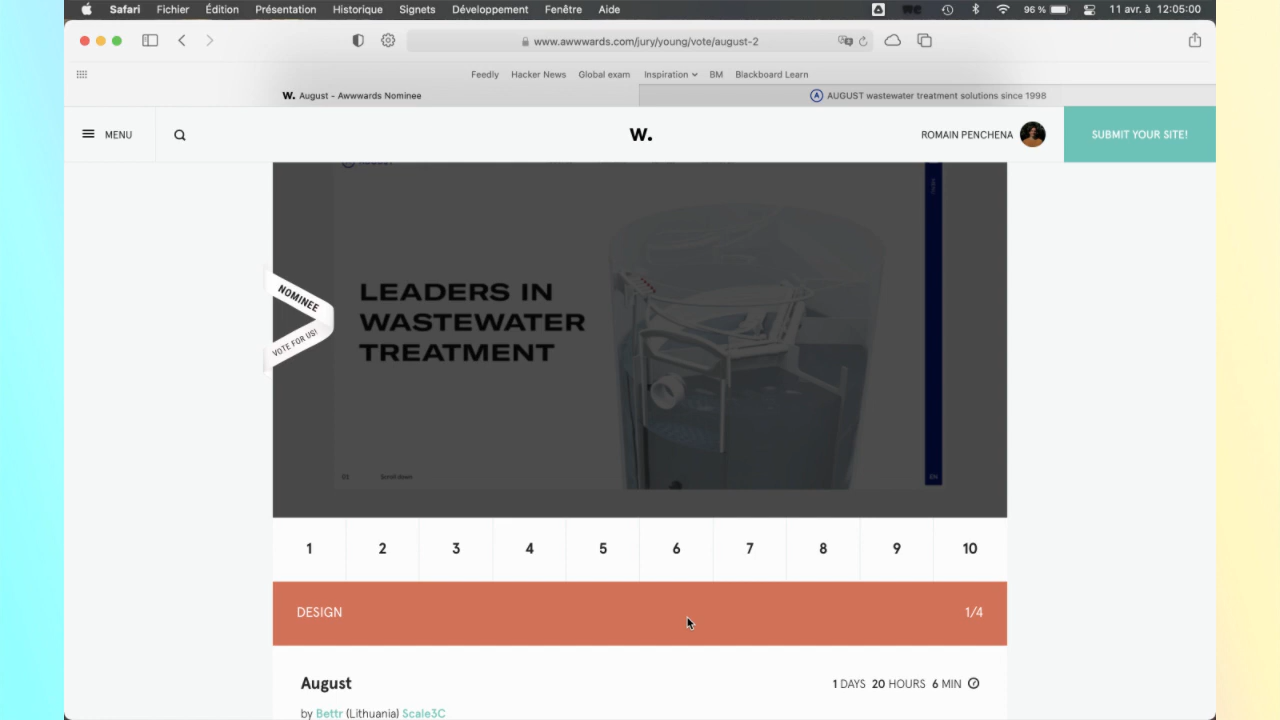 Safari Fichier Édition Présentation Historique Signets Développement Fenêtre Aide 96 % 11 avr. à 12:05:00
www.awwwards.com/jury/young/vote/august-2
Feedly Hacker News Global exam Inspiration BM Blackboard Learn
W. August - Awwwards Nominee AUGUST wastewater treatment solutions since 1998
MENU W. ROMAIN PENCHENA SUBMIT YOUR SITE!
NOMINEE
VOTE FOR US!
LEADERS IN
WASTEWATER
TREATMENT
Scroll down EN
1 2 3 4 5 6 7 8 9 10
DESIGN 1/4
August 1 DAYS 20 HOURS 6 MIN
by Bettr (Lithuania) Scale3C